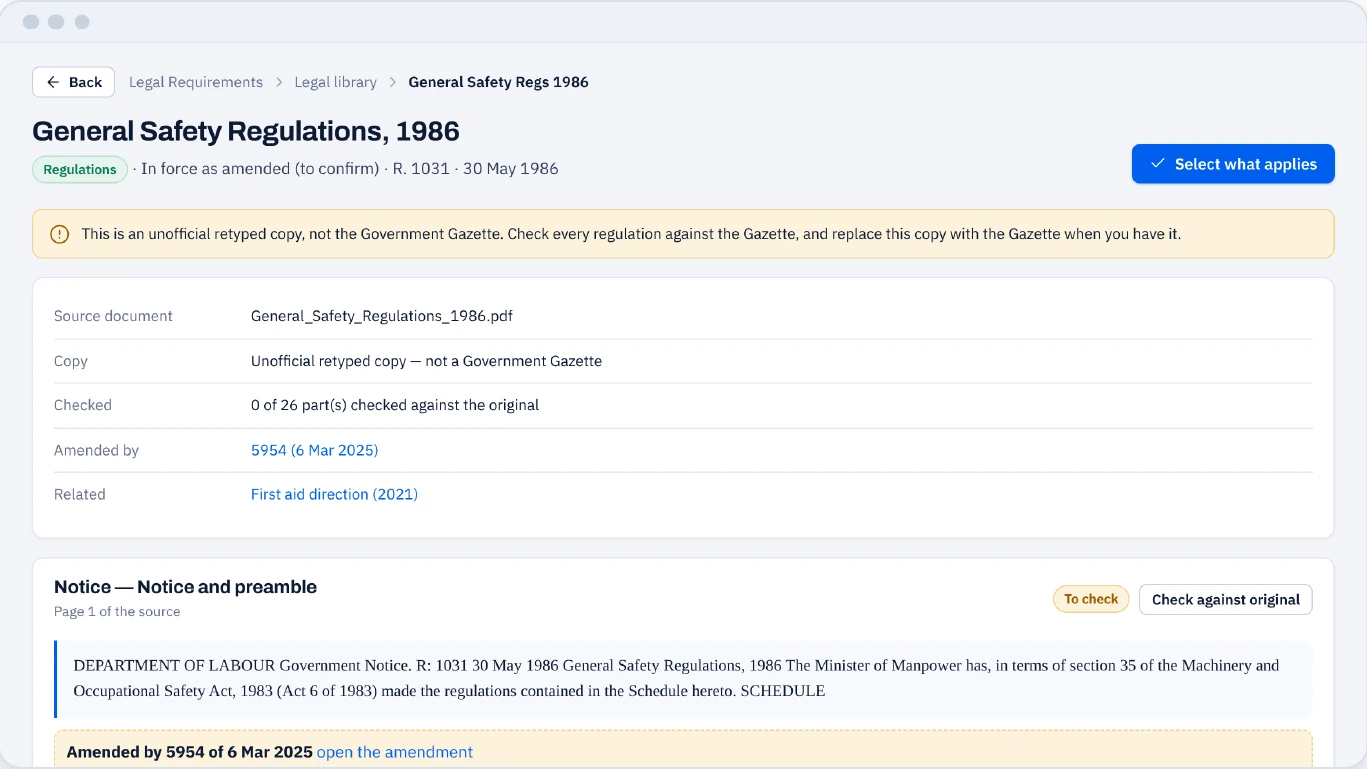 Back
Legal Requirements > Legal library > General Safety Regs 1986
General Safety Regulations, 1986
Regulations · In force as amended (to confirm) · R. 1031 · 30 May 1986
Select what applies
This is an unofficial retyped copy, not the Government Gazette. Check every regulation against the Gazette, and replace this copy with the Gazette when you have it.
Source document General_Safety_Regulations_1986.pdf
Copy Unofficial retyped copy — not a Government Gazette
Checked 0 of 26 part(s) checked against the original
Amended by 5954 (6 Mar 2025)
Related First aid direction (2021)
Notice — Notice and preamble
Page 1 of the source
To check Check against original
DEPARTMENT OF LABOUR Government Notice. R: 1031 30 May 1986 General Safety Regulations, 1986 The Minister of Manpower has, in terms of section 35 of the Machinery and
Occupational Safety Act, 1983 (Act 6 of 1983) made the regulations contained in the Schedule hereto. SCHEDULE
Amended by 5954 of 6 Mar 2025 open the amendment